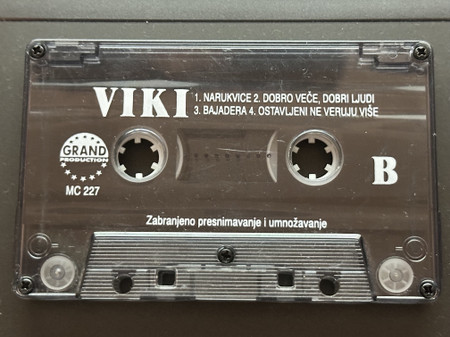 VIKI
1. NARUKVICE 2. DOBRO VEČE, DOBRI LJUDI
3. BAJADERA 4. OSTAVLJENI NE VERUJU VIŠE
GRAND
PRODUCTION
MC 227
B
Zabranjeno presnimavanje i umnožavanje